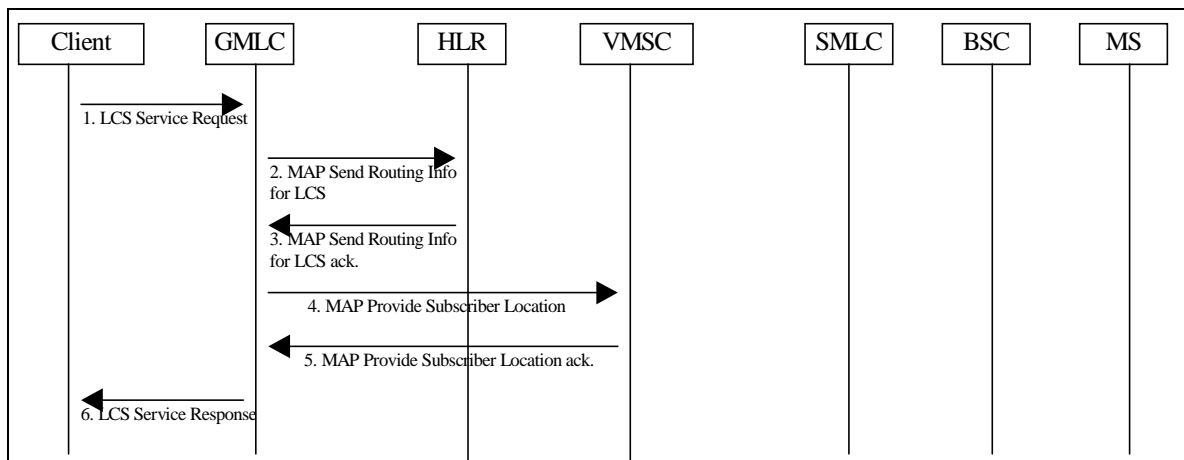 Client GMLC HLR VMSC SMLC BSC MS
1. LCS Service Request
2. MAP Send Routing Info
for LCS
3. MAP Send Routing Info
for LCS ack.
4. MAP Provide Subscriber Location
5. MAP Provide Subscriber Location ack.
6. LCS Service Response